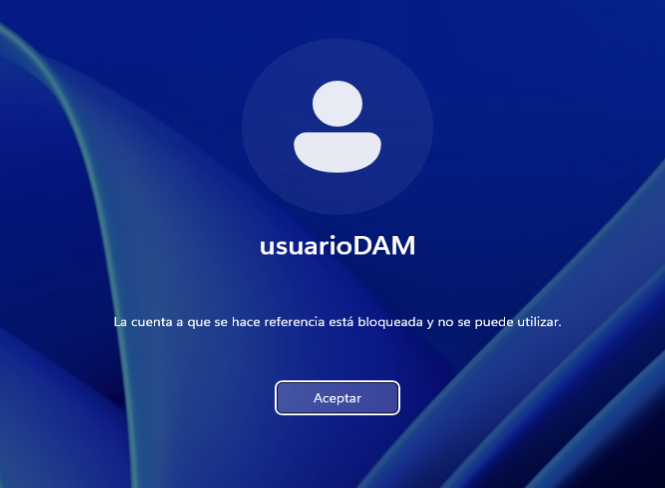 usuarioDAM
La cuenta a que se hace referencia está bloqueada y no se puede utilizar.
Aceptar